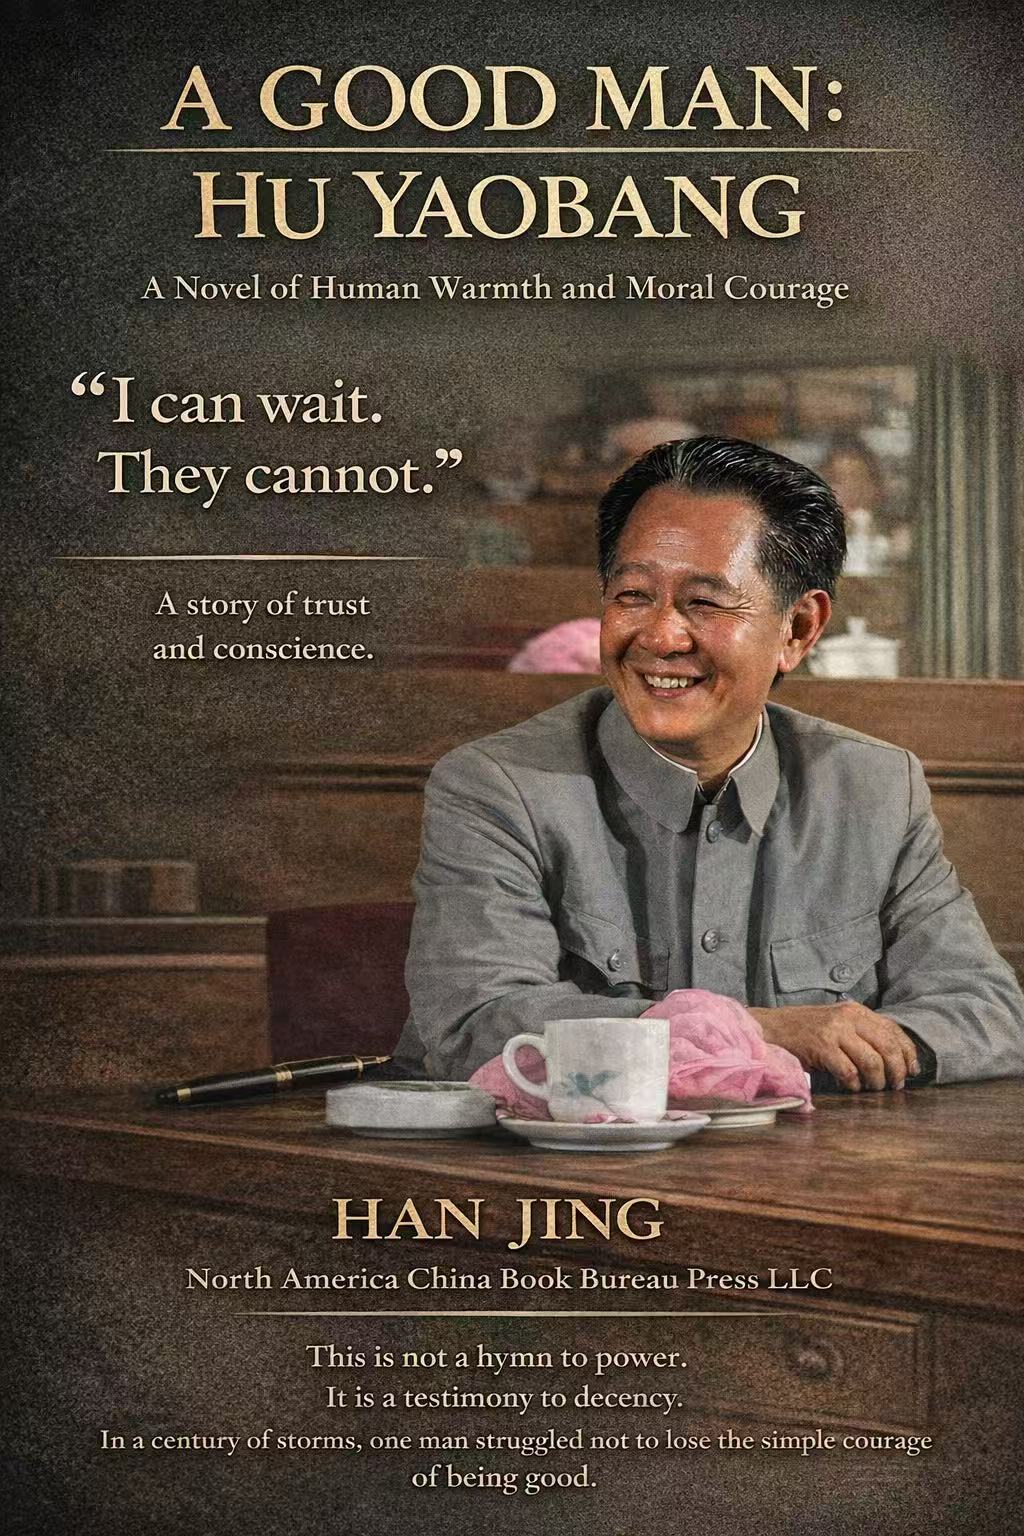 A GOOD MAN:
HU YAOBANG
A Novel of Human Warmth and Moral Courage
“I can wait.
They cannot.”
A story of trust
and conscience.
HAN JING
North America China Book Bureau Press LLC
This is not a hymn to power.
It is a testimony to decency.
In a century of storms, one man struggled not to lose the simple courage
of being good.